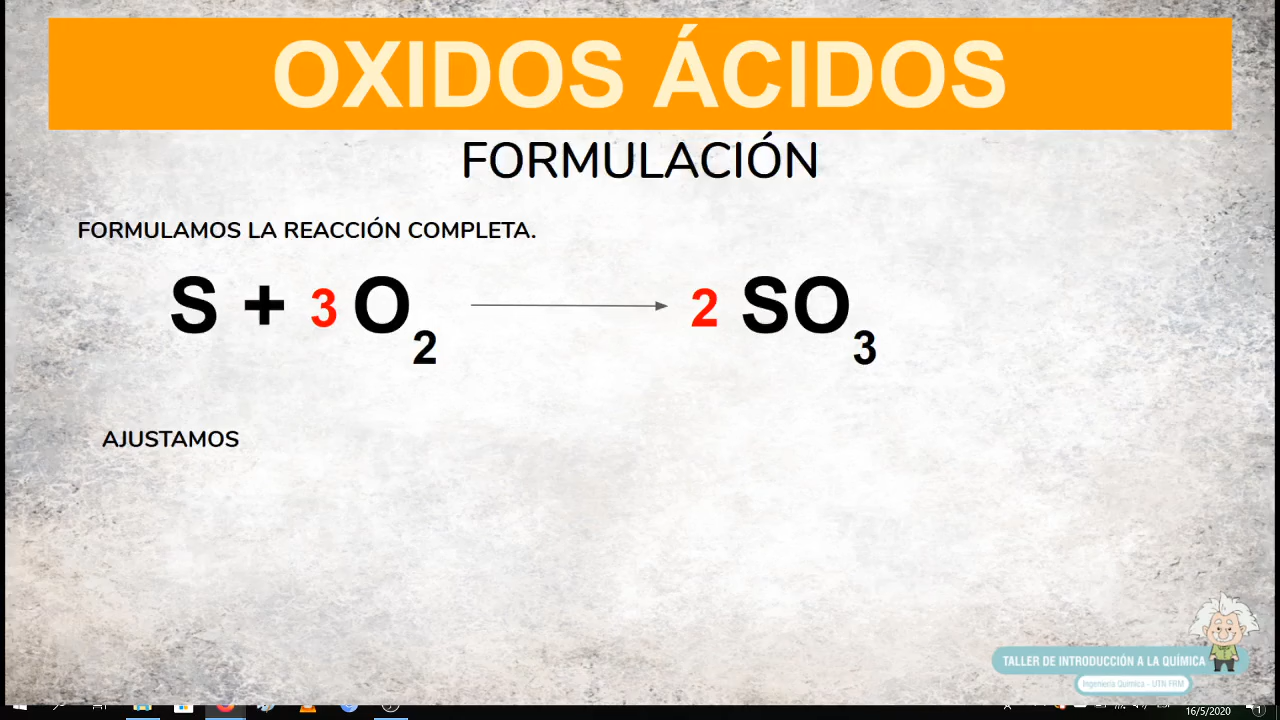 OXIDOS ÁCIDOS
FORMULACIÓN
FORMULAMOS LA REACCIÓN COMPLETA.
S + 3 O2 → 2 SO3
AJUSTAMOS
TALLER DE INTRODUCCIÓN A LA QUÍMICA
Ingeniería Química - UTN FRM
16/5/2020
1